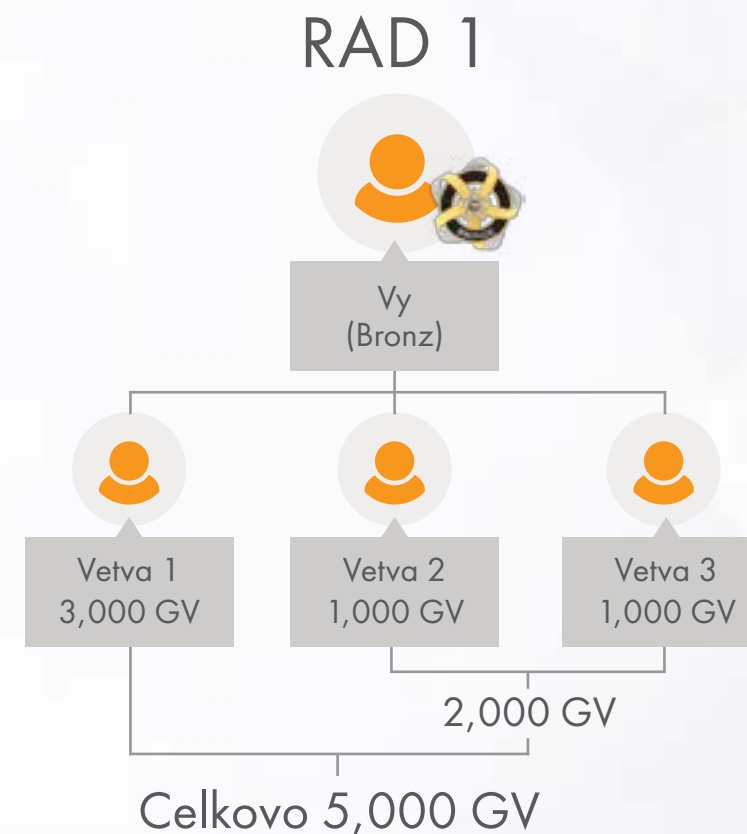 RAD 1
Vy
(Bronz)
Vetva 1
3,000 GV
Vetva 2
1,000 GV
Vetva 3
1,000 GV
2,000 GV
Celkovo 5,000 GV